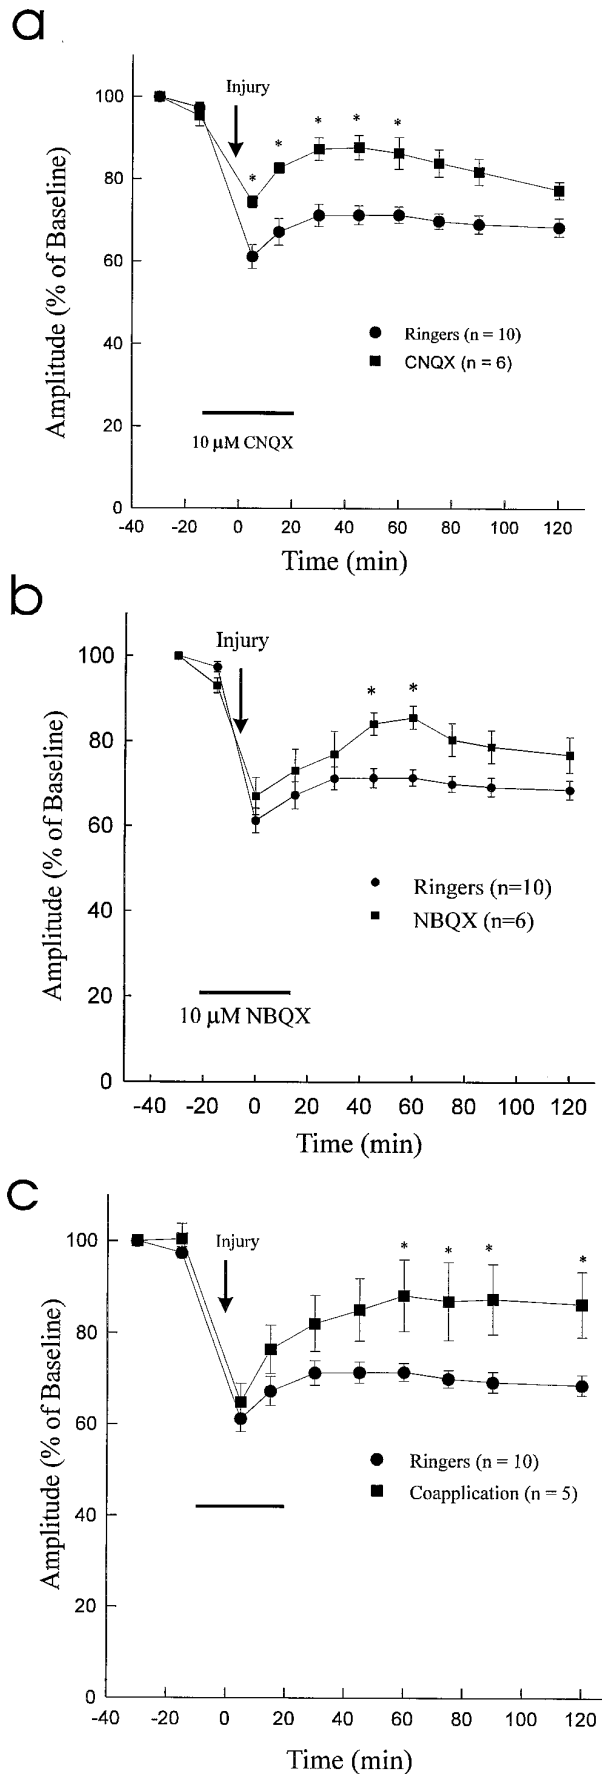 a
Injury
100
80
60
40
20
0
Amplitude (% of Baseline)
* * * * *
Ringers (n = 10)
CNQX (n = 6)
10 µM CNQX
-40 -20 0 20 40 60 80 100 120
Time (min)
b
Injury
100
80
60
40
20
0
Amplitude (% of Baseline)
* *
Ringers (n=10)
NBQX (n=6)
10 µM NBQX
-40 -20 0 20 40 60 80 100 120
Time (min)
c
Injury
100
80
60
40
20
0
Amplitude (% of Baseline)
* * * *
Ringers (n = 10)
Coapplication (n = 5)
-40 -20 0 20 40 60 80 100 120
Time (min)